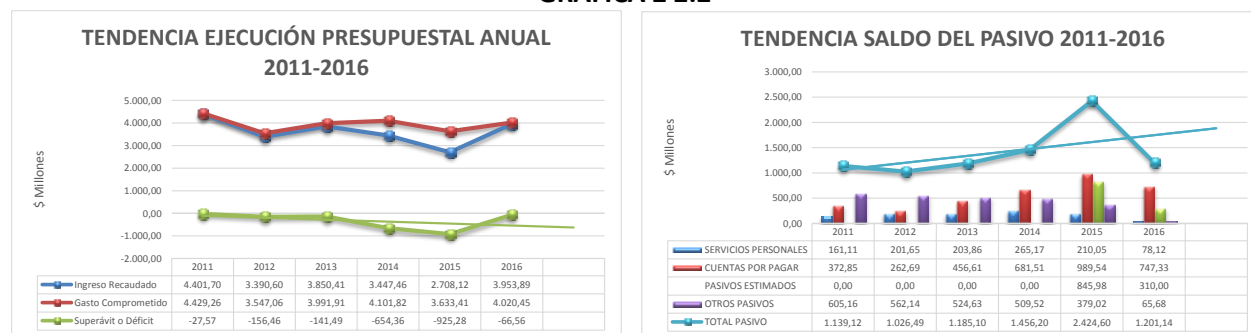 TENDENCIA EJECUCIÓN PRESUPUESTAL ANUAL
2011-2016
$ Millones
5.000,00
4.000,00
3.000,00
2.000,00
1.000,00
0,00
-1.000,00
-2.000,00
2011 2012 2013 2014 2015 2016
Ingreso Recaudado 4.401,70 3.390,60 3.850,41 3.447,46 2.708,12 3.953,89
Gasto Comprometido 4.429,26 3.547,06 3.991,91 4.101,82 3.633,41 4.020,45
Superávit o Déficit -27,57 -156,46 -141,49 -654,36 -925,28 -66,56
TENDENCIA SALDO DEL PASIVO 2011-2016
$ Millones
3.000,00
2.500,00
2.000,00
1.500,00
1.000,00
500,00
0,00
2011 2012 2013 2014 2015 2016
SERVICIOS PERSONALES 161,11 201,65 203,86 265,17 210,05 78,12
CUENTAS POR PAGAR 372,85 262,69 456,61 681,51 989,54 747,33
PASIVOS ESTIMADOS 0,00 0,00 0,00 0,00 845,98 310,00
OTROS PASIVOS 605,16 562,14 524,63 509,52 379,02 65,68
TOTAL PASIVO 1.139,12 1.026,49 1.185,10 1.456,20 2.424,60 1.201,14